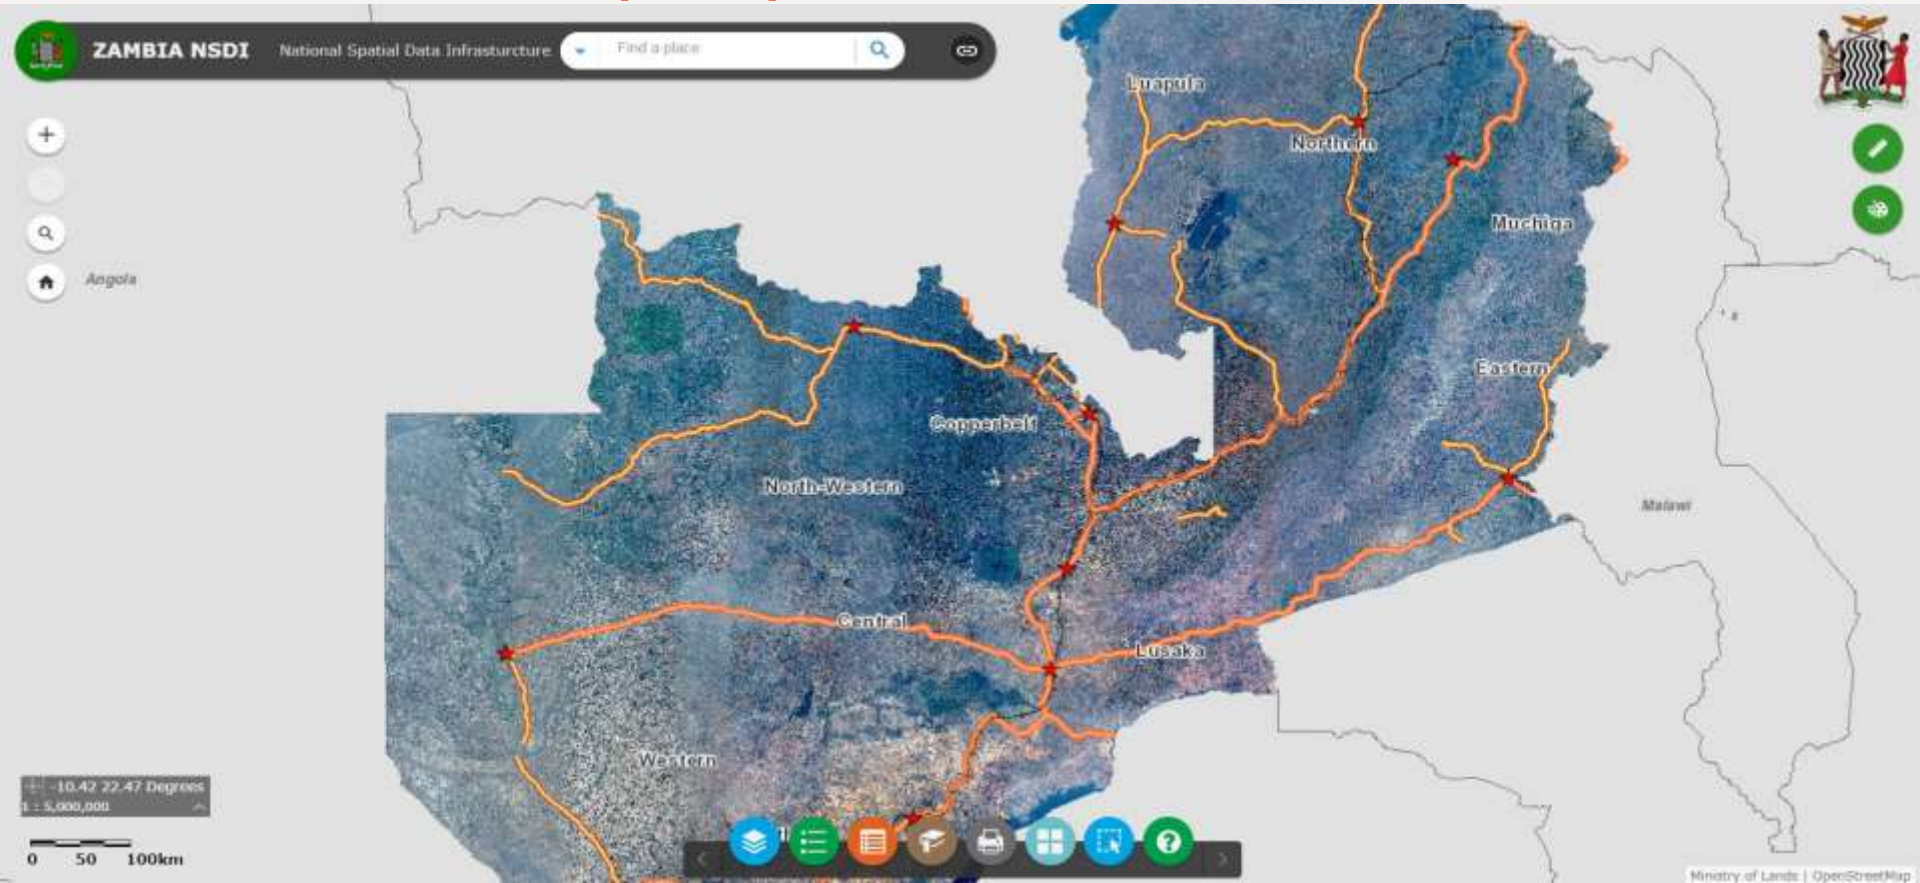 ZAMBIA NSDI
National Spatial Data Infrasturcture
Find a place
Luapula
Northern
Muchiga
Angola
Eastern
Copperbelt
North-Western
Malawi
Central
Lusaka
Western
-10.42 22.47 Degrees
1 : 5,000,000
0 50 100km
Ministry of Lands | OpenStreetMap